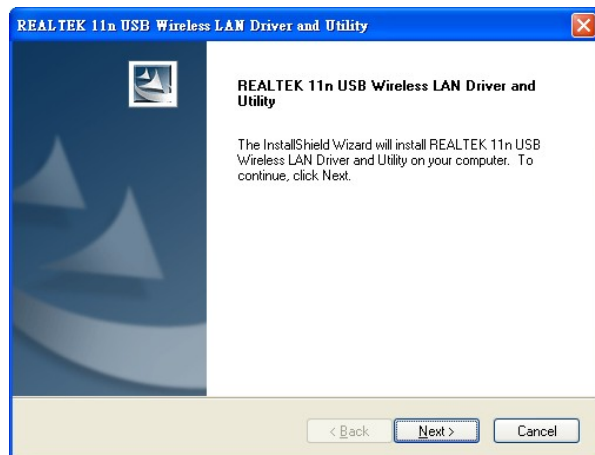 REALTEK 11n USB Wireless LAN Driver and Utility
REALTEK 11n USB Wireless LAN Driver and
Utility
The InstallShield Wizard will install REALTEK 11n USB
Wireless LAN Driver and Utility on your computer. To
continue, click Next.
< Back
Next >
Cancel